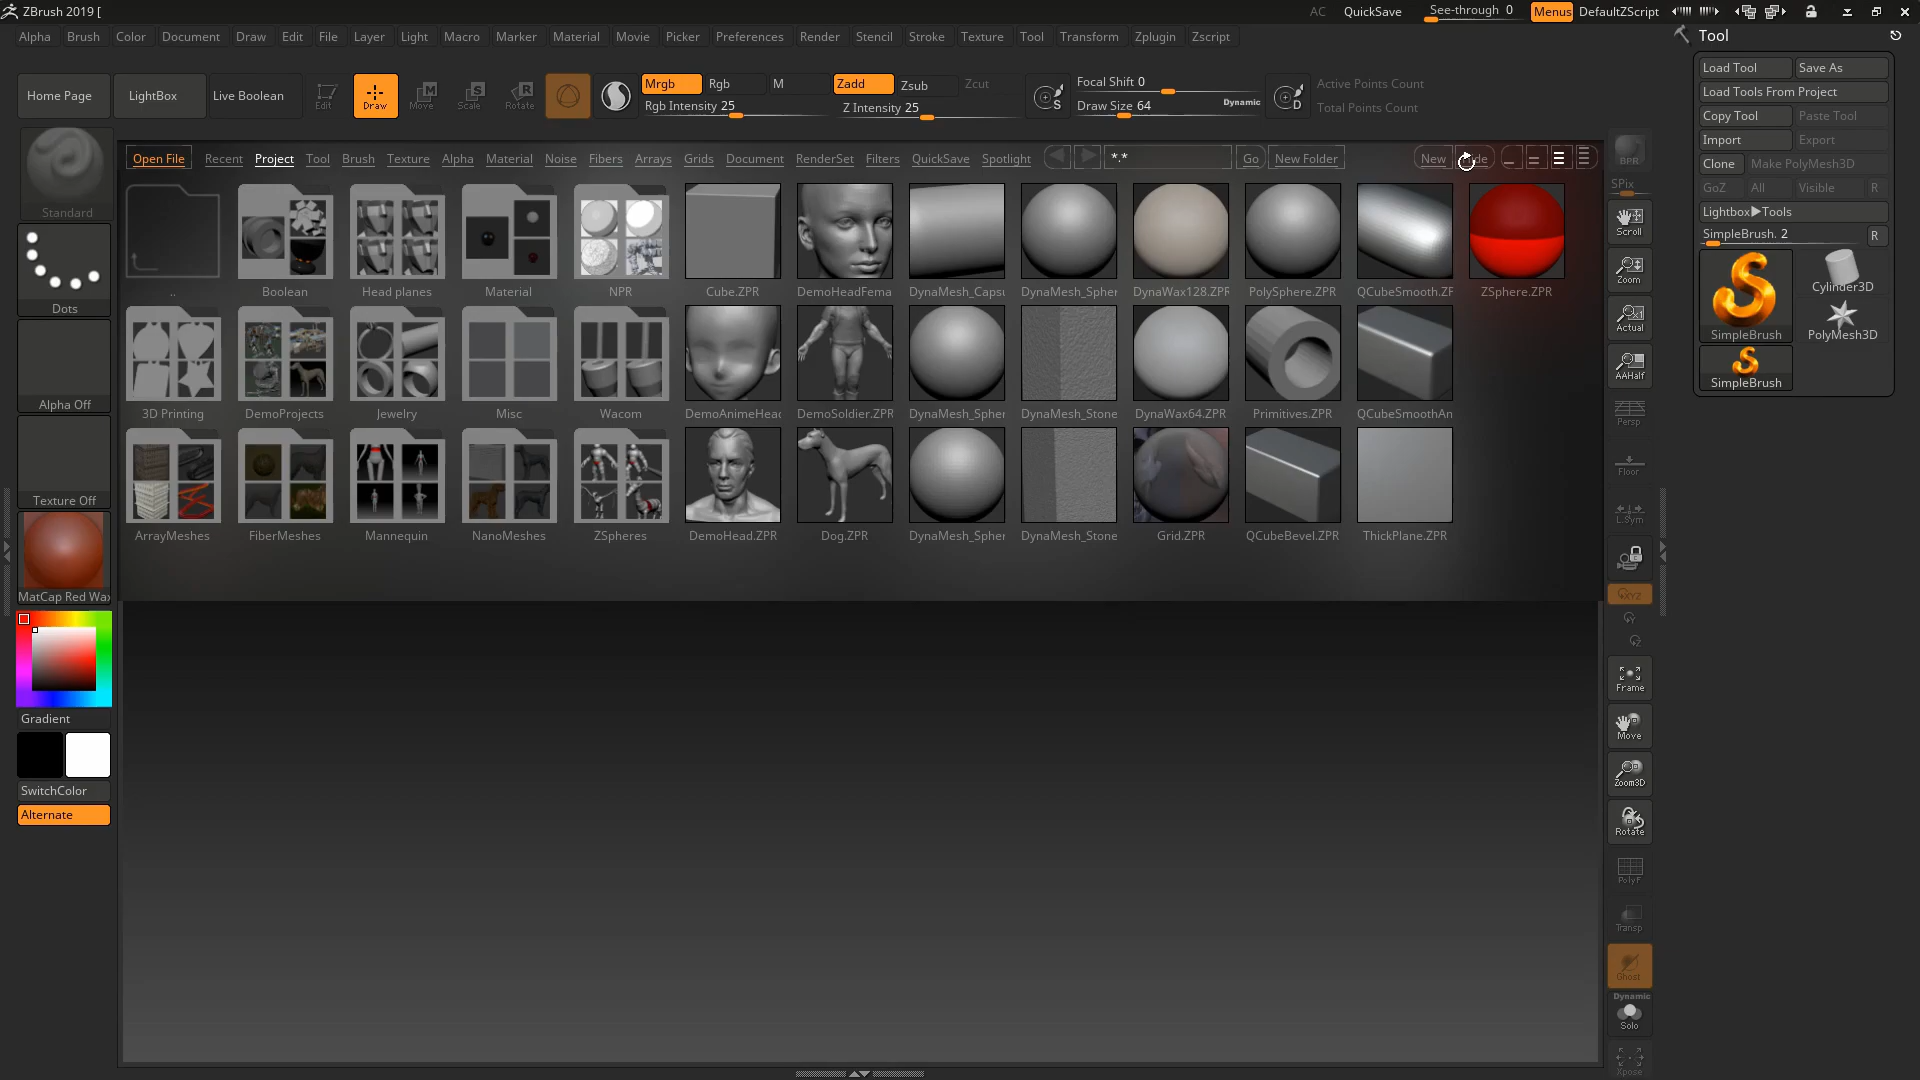 ZBrush 2019 [
AC QuickSave See-through 0 Menus DefaultZScript
Alpha Brush Color Document Draw Edit File Layer Light Macro Marker Material Movie Picker Preferences Render Stencil Stroke Texture Tool Transform Zplugin Zscript
Tool
Load Tool Save As
Load Tools From Project
Copy Tool Paste Tool
Import Export
Clone Make PolyMesh3D
GoZ All Visible R
Lightbox▶Tools
SimpleBrush. 2 R
SimpleBrush
Cylinder3D
PolyMesh3D
SimpleBrush
Home Page LightBox Live Boolean
Edit Draw Move Scale Rotate
Mrgb Rgb M
Rgb Intensity 25
Zadd Zsub Zcut
Z Intensity 25
S
Focal Shift 0
Draw Size 64 Dynamic
D
Active Points Count
Total Points Count
Standard
Dots
Alpha Off
Texture Off
MatCap Red Wax
Gradient
SwitchColor
Alternate
Open File Recent Project Tool Brush Texture Alpha Material Noise Fibers Arrays Grids Document RenderSet Filters QuickSave Spotlight *.* Go New Folder New
.. Boolean Head planes Material NPR Cube.ZPR DemoHeadFema DynaMesh_Capsu DynaMesh_Spher DynaWax128.ZPR PolySphere.ZPR QCubeSmooth.ZF ZSphere.ZPR
3D Printing DemoProjects Jewelry Misc Wacom DemoAnimeHeac DemoSoldier.ZPR DynaMesh_Spher DynaMesh_Stone DynaWax64.ZPR Primitives.ZPR QCubeSmoothAn
ArrayMeshes FiberMeshes Mannequin NanoMeshes ZSpheres DemoHead.ZPR Dog.ZPR DynaMesh_Spher DynaMesh_Stone Grid.ZPR QCubeBevel.ZPR ThickPlane.ZPR
BPR
SPix
Scroll
Zoom
Actual
AAHalf
Persp
Floor
L.Sym
XYZ
Y
Z
Frame
Move
Zoom3D
Rotate
PolyF
Transp
Ghost
Dynamic
Solo
Xpose